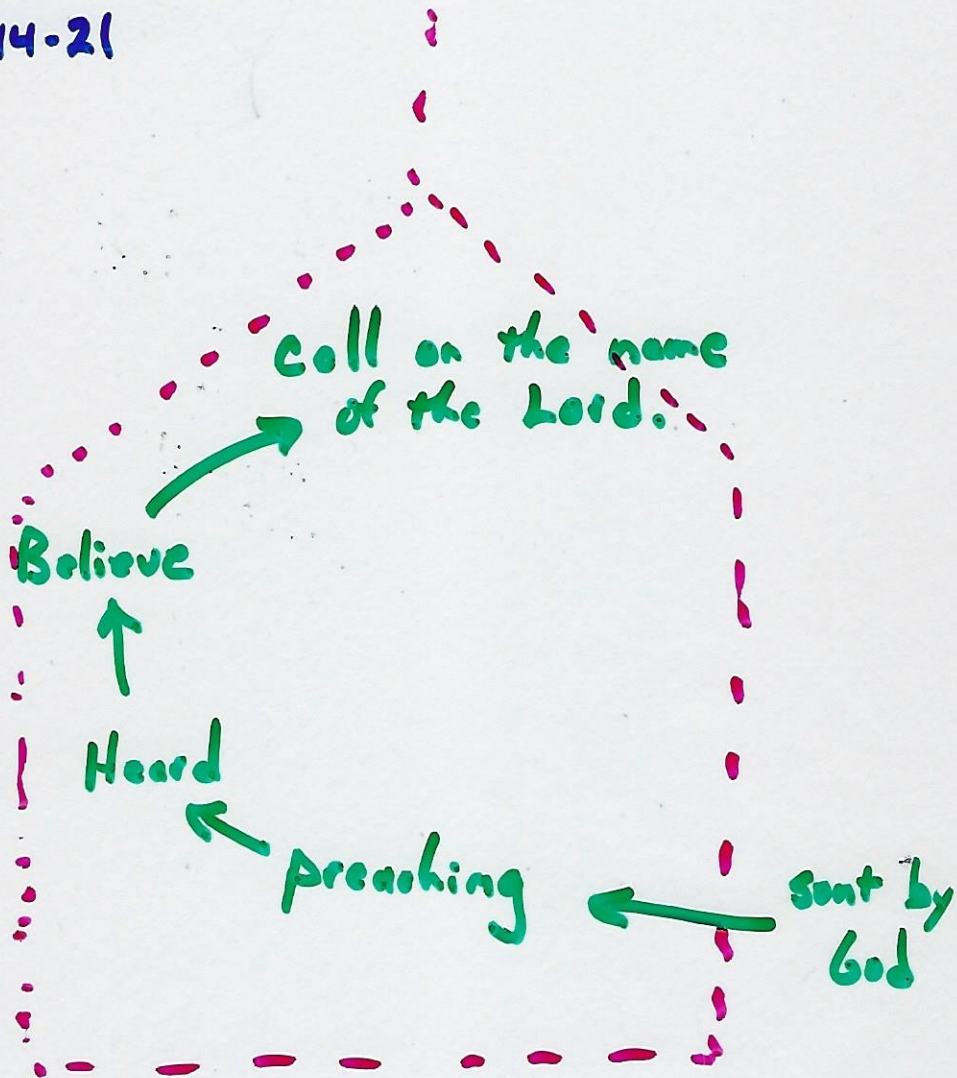 14-21
call on the name
of the Lord.
Believe
Heard
preaching
sent by
God